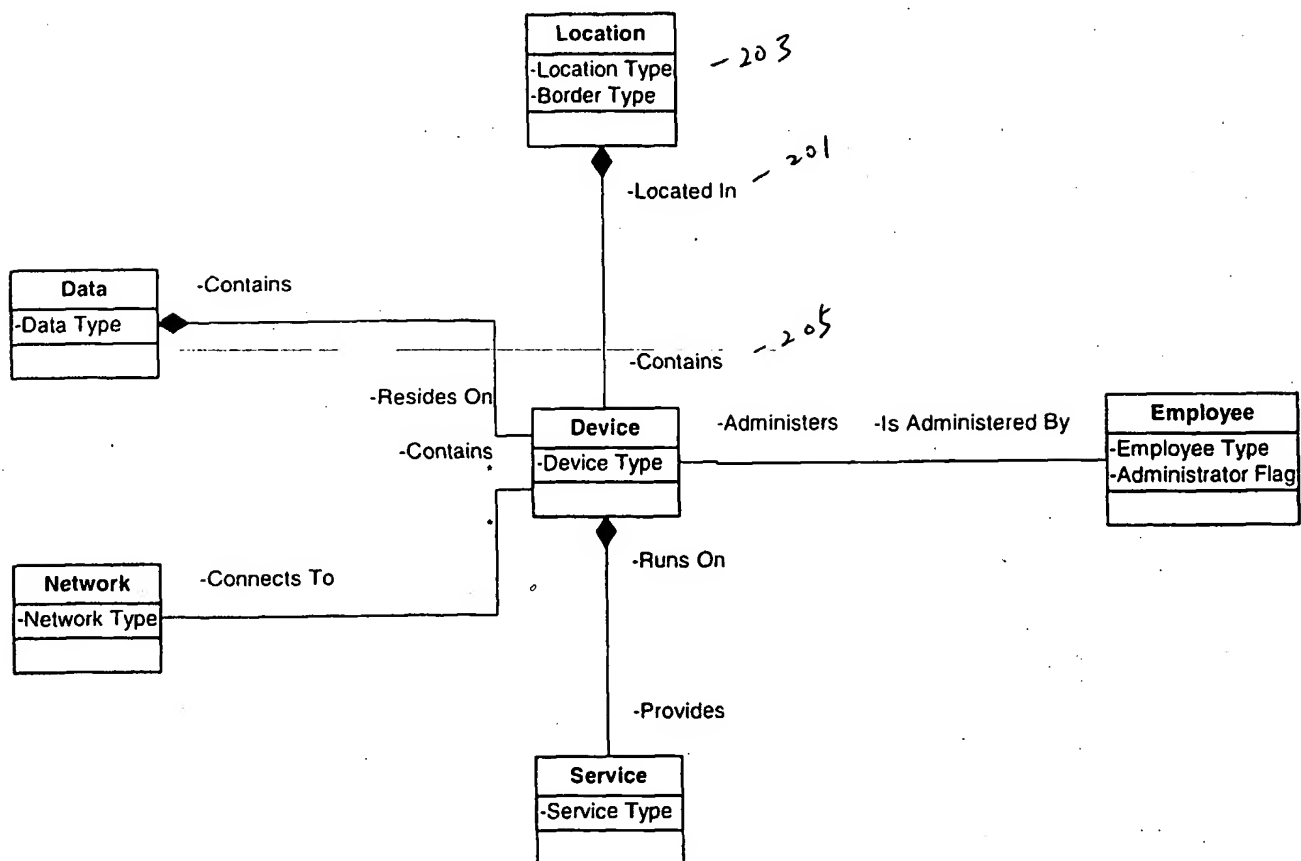 Location
-Location Type
-Border Type
-203
-Located In
-201
Data
-Data Type
-Contains
-Contains
-205
-Resides On
-Contains
Device
-Device Type
-Administers
-Is Administered By
Employee
-Employee Type
-Administrator Flag
Network
-Network Type
-Connects To
-Runs On
-Provides
Service
-Service Type